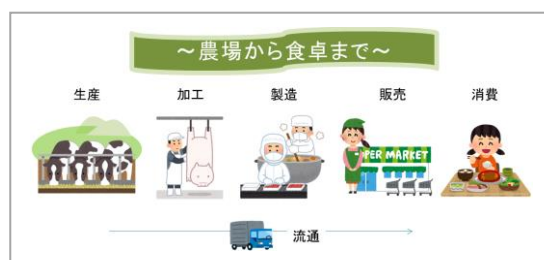 ～農場から食卓まで～
生産 加工 製造 販売 消費
PER MARKET
流通